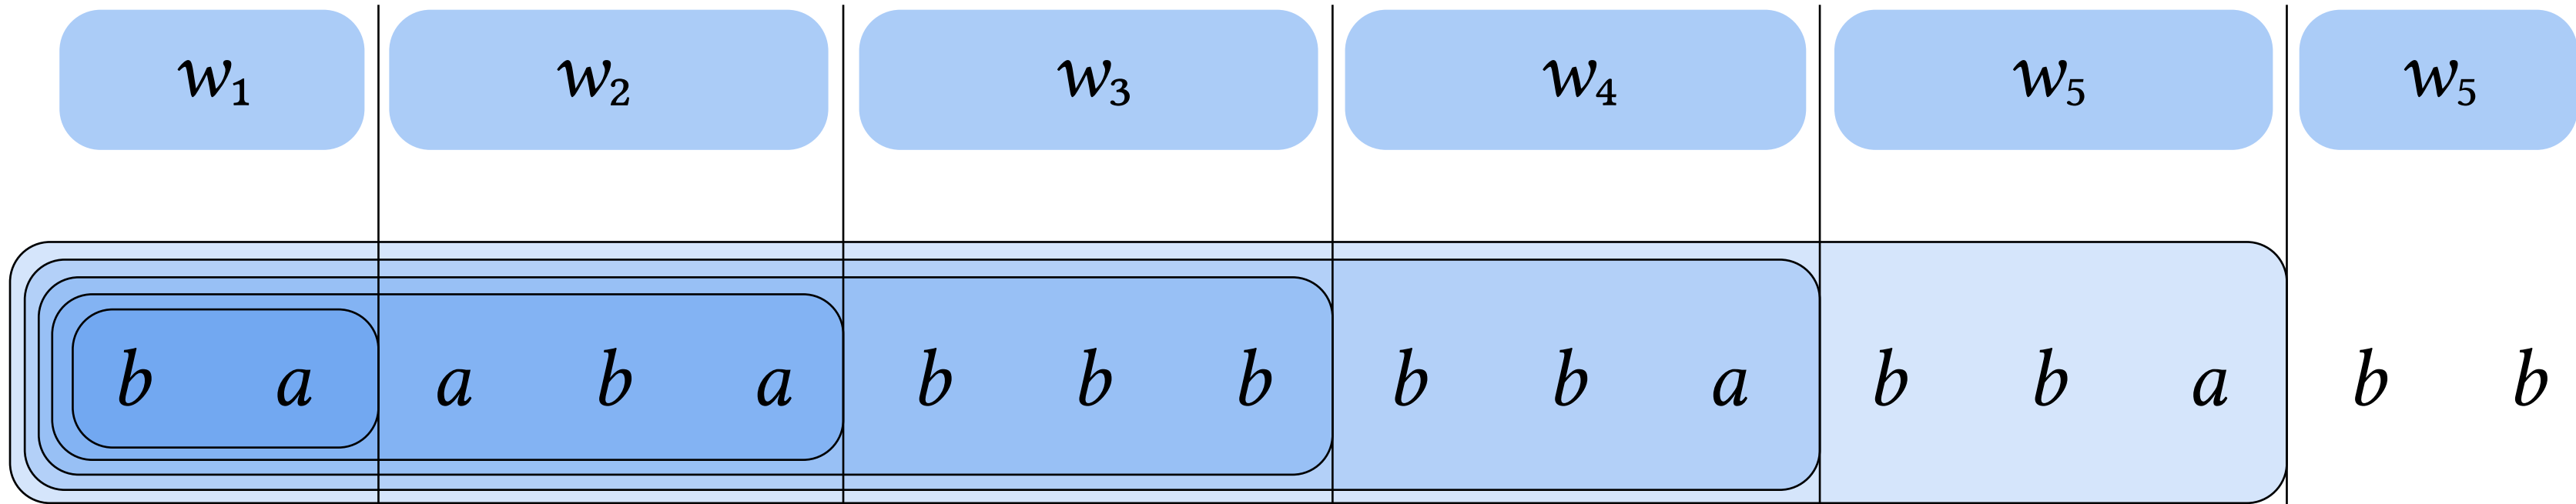 w₁ w₂ w₃ w₄ w₅ w₅
b a a b a b b b b b a b b a b b